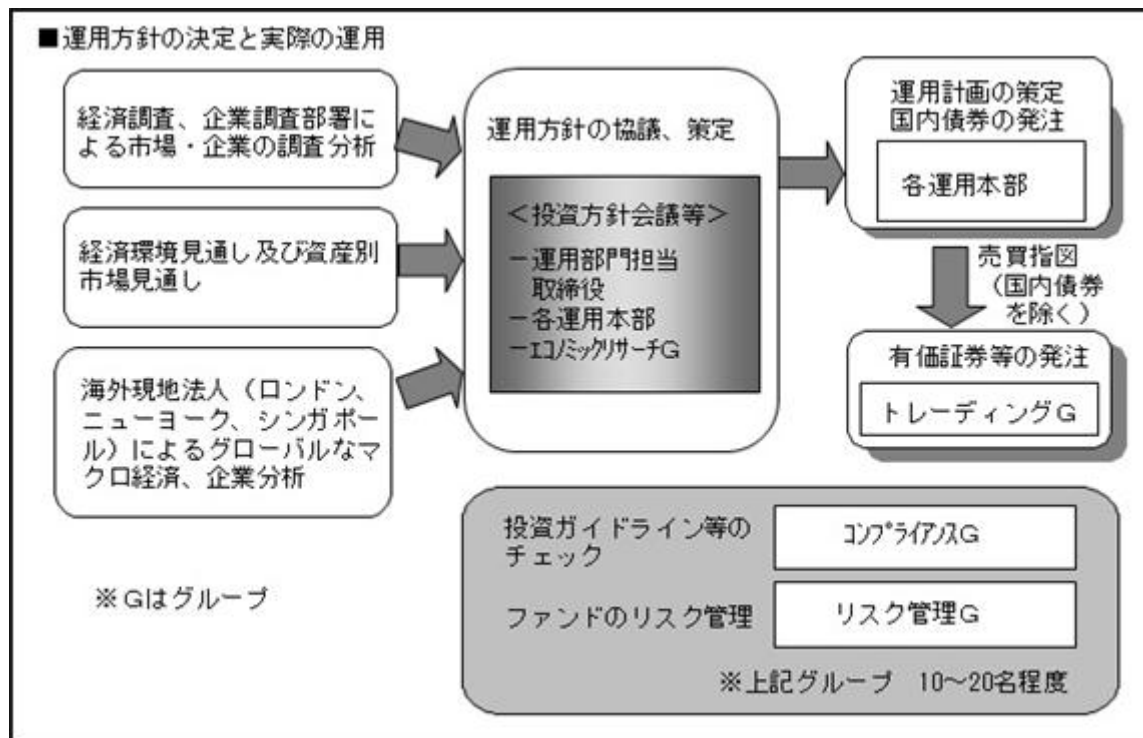 ■運用方針の決定と実際の運用
経済調査、企業調査部署に
よる市場・企業の調査分析
経済環境見通し及び資産別
市場見通し
海外現地法人（ロンドン、
ニューヨーク、シンガポー
ル）によるグローバルなマ
クロ経済、企業分析
※Gはグループ
運用方針の協議、策定
＜投資方針会議等＞
－運用部門担当
取締役
－各運用本部
－ｴｺﾉﾐｯｸﾘｻｰﾁG
運用計画の策定
国内債券の発注
各運用本部
売買指図
（国内債券
を除く）
有価証券等の発注
トレーディングG
投資ガイドライン等の
チェック
ｺﾝﾌﾟﾗｲｱﾝｽG
ファンドのリスク管理
リスク管理G
※上記グループ　10～20名程度